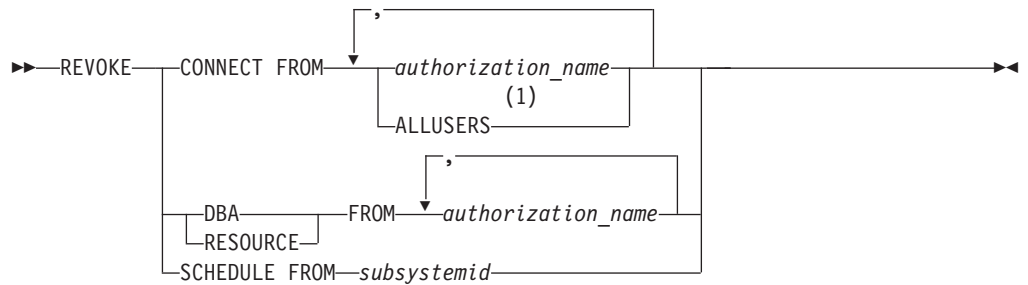 ,
REVOKE CONNECT FROM authorization_name
(1)
ALLUSERS
,
DBA FROM authorization_name
RESOURCE
SCHEDULE FROM subsystemid